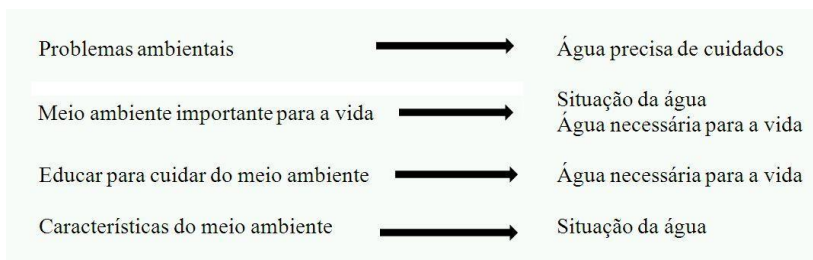 Problemas ambientais
Água precisa de cuidados
Meio ambiente importante para a vida
Situação da água
Água necessária para a vida
Educar para cuidar do meio ambiente
Água necessária para a vida
Características do meio ambiente
Situação da água